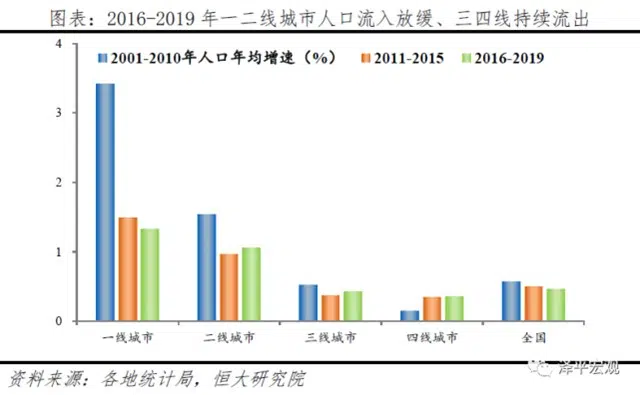 图表：2016-2019 年一二线城市人口流入放缓、三四线持续流出
2001-2010年人口年均增速（%） 2011-2015 2016-2019
4
3
2
1
0
一线城市 二线城市 三线城市 四线城市 全国
资料来源：各地统计局，恒大研究院
泽平宏观